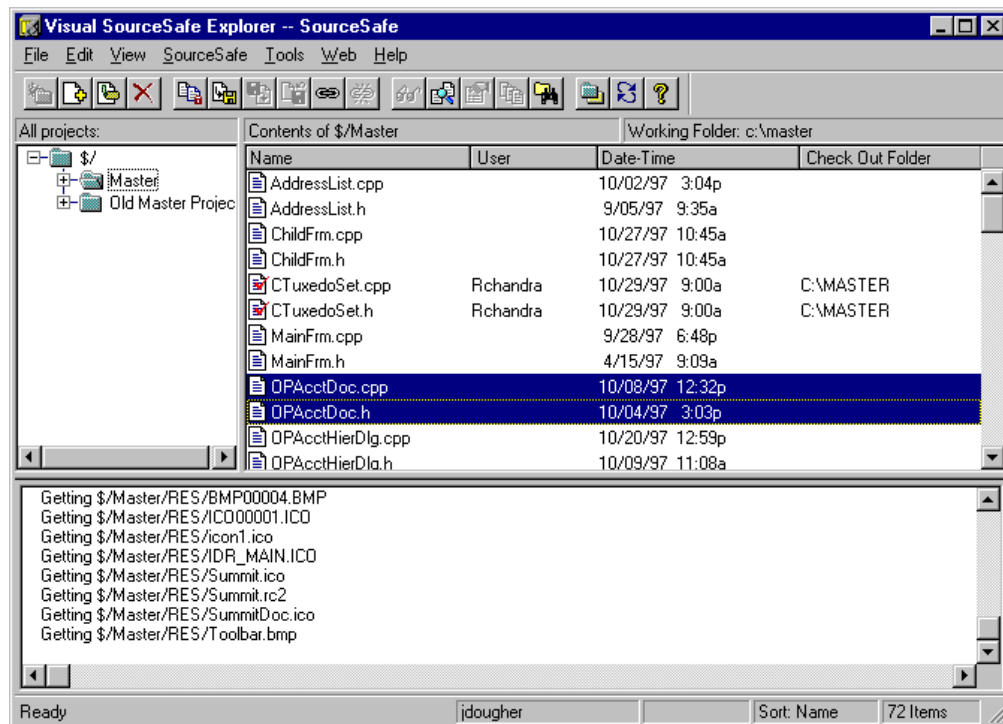 Visual SourceSafe Explorer -- SourceSafe
File Edit View SourceSafe Tools Web Help
All projects:
Contents of $/Master
Working Folder: c:\master
$/
Master
Old Master Projec
Name User Date-Time Check Out Folder
AddressList.cpp 10/02/97 3:04p
AddressList.h 9/05/97 9:35a
ChildFrm.cpp 10/27/97 10:45a
ChildFrm.h 10/27/97 10:45a
CTuxedoSet.cpp Rchandra 10/29/97 9:00a C:\MASTER
CTuxedoSet.h Rchandra 10/29/97 9:00a C:\MASTER
MainFrm.cpp 9/28/97 6:48p
MainFrm.h 4/15/97 9:09a
OPAcctDoc.cpp 10/08/97 12:32p
OPAcctDoc.h 10/04/97 3:03p
OPAcctHierDlg.cpp 10/20/97 12:59p
OPAcctHierDlg.h 10/09/97 11:08a
Getting $/Master/RES/BMP00004.BMP
Getting $/Master/RES/ICO00001.ICO
Getting $/Master/RES/icon1.ico
Getting $/Master/RES/IDR_MAIN.ICO
Getting $/Master/RES/Summit.ico
Getting $/Master/RES/Summit.rc2
Getting $/Master/RES/SummitDoc.ico
Getting $/Master/RES/Toolbar.bmp
Ready jdougher Sort: Name 72 Items